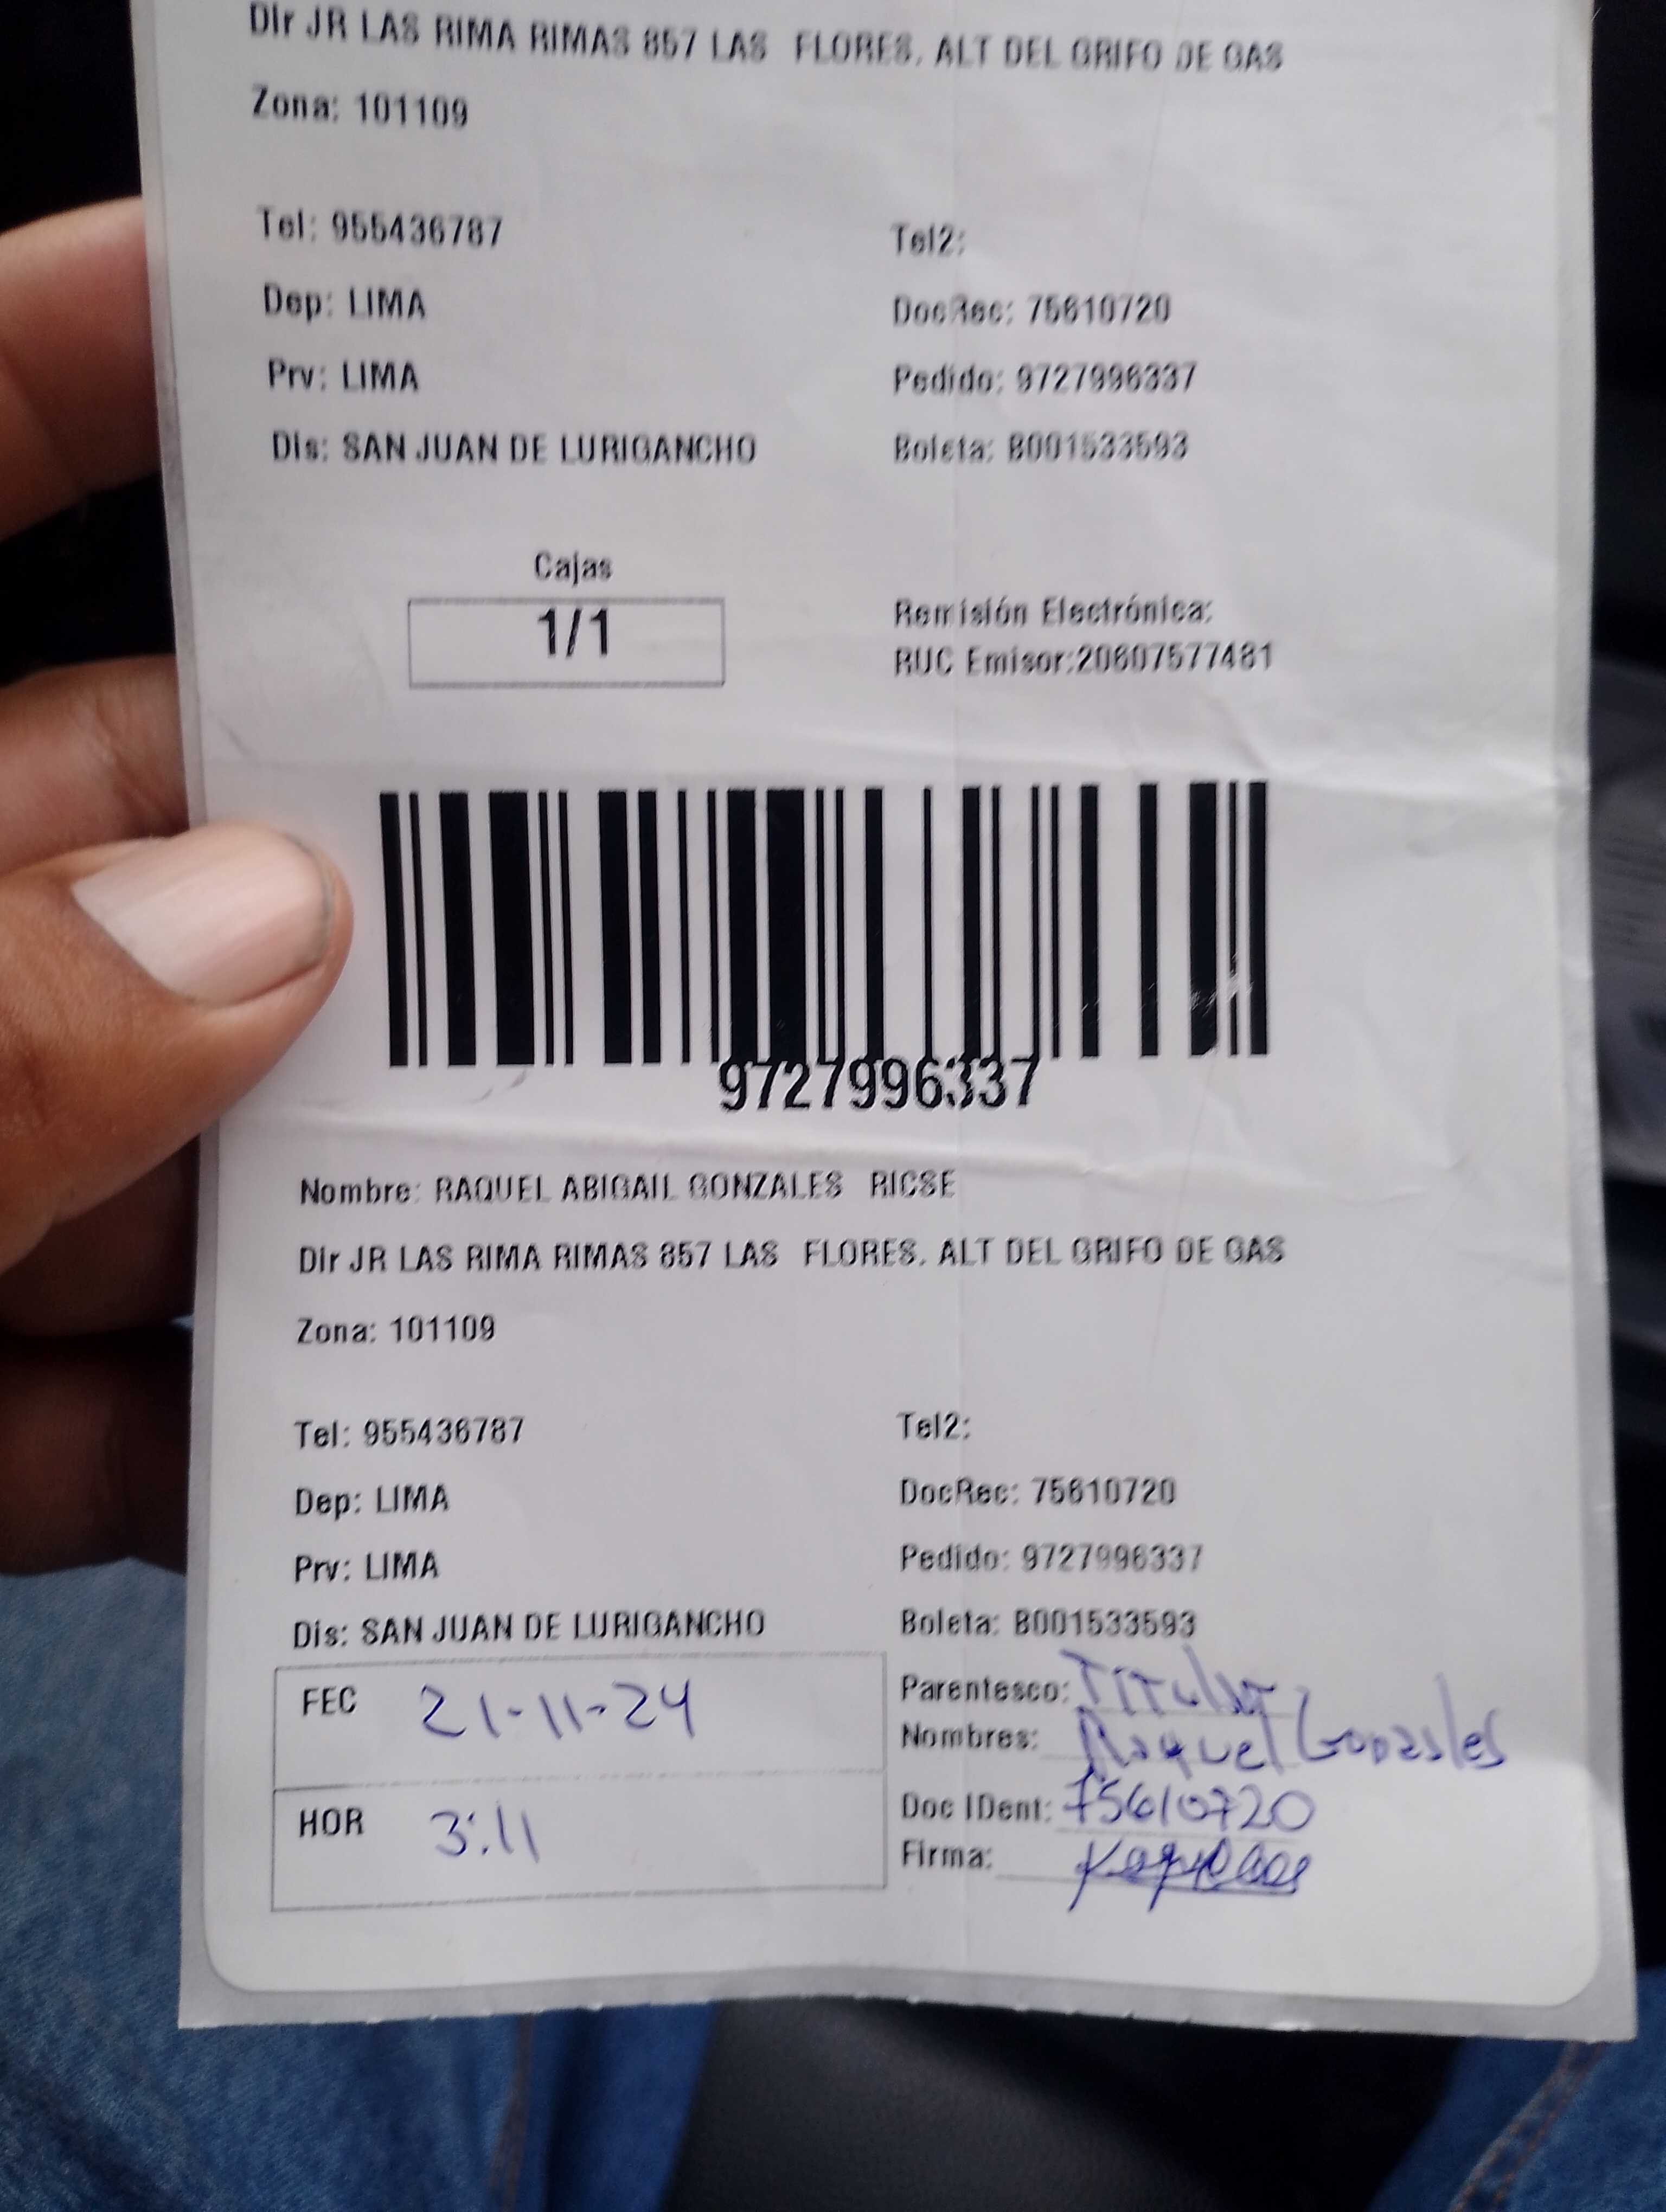 Dir JR LAS RIMA RIMAS 857 LAS FLORES. ALT DEL GRIFO DE GAS
Zona: 101109
Tel: 955436787
Tel2:
Dep: LIMA
DocRec: 75610720
Prv: LIMA
Pedido: 9727996337
Dis: SAN JUAN DE LURIGANCHO
Boleta: B001533593
Cajas
1/1
Remisión Electrónica:
RUC Emisor:20607577481
9727996337
Nombre: RAQUEL ABIGAIL GONZALES RICSE
Dir JR LAS RIMA RIMAS 857 LAS FLORES. ALT DEL GRIFO DE GAS
Zona: 101109
Tel: 955436787
Tel2:
Dep: LIMA
DocRec: 75610720
Prv: LIMA
Pedido: 9727996337
Dis: SAN JUAN DE LURIGANCHO
Boleta: B001533593
FEC 21-11-24
Parentesco: Titular
Nombres: Raquel Gonzales
HOR 3:11
Doc IDent: 75610720
Firma: